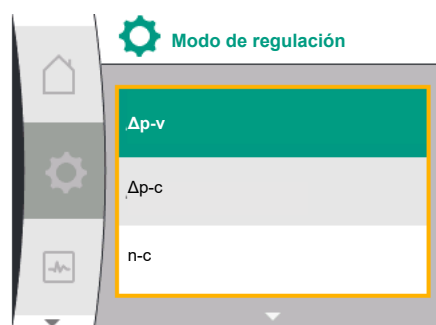 Modo de regulación
Δp-v
Δp-c
n-c